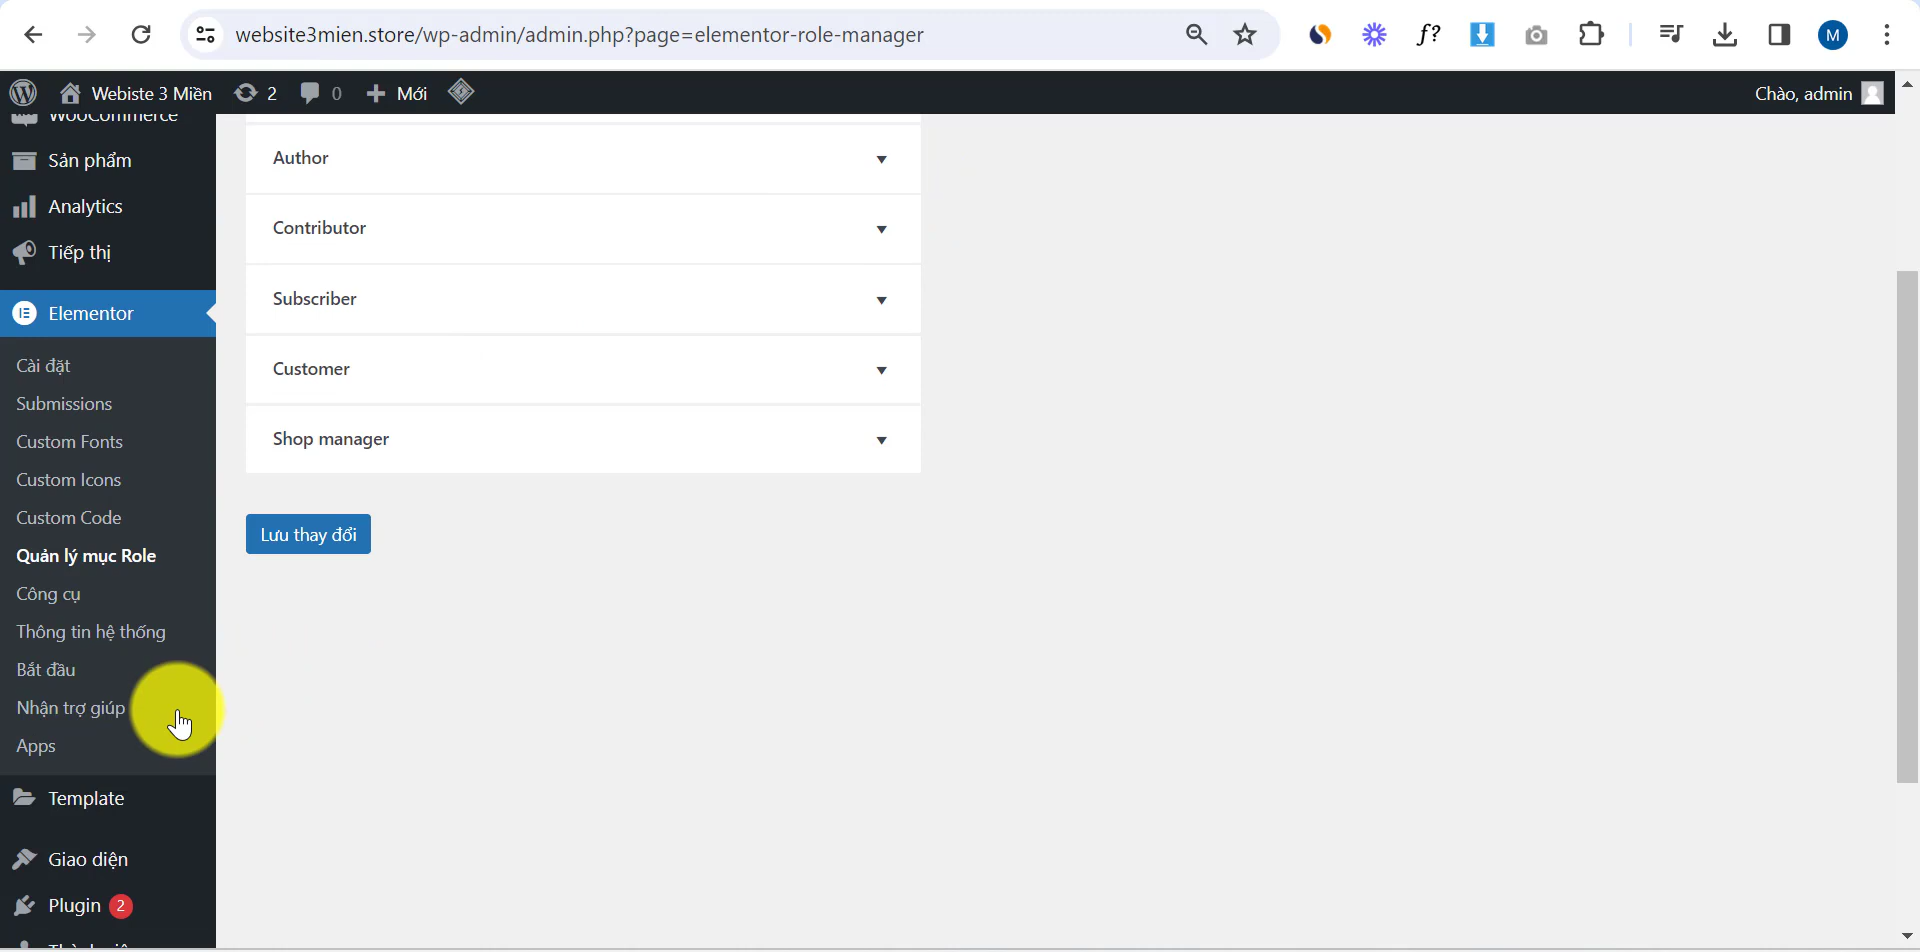 website3mien.store/wp-admin/admin.php?page=elementor-role-manager
f?
M
Webiste 3 Miền
2
0
Mới
Chào, admin
WooCommerce
Sản phẩm
Analytics
Tiếp thị
Elementor
Cài đặt
Submissions
Custom Fonts
Custom Icons
Custom Code
Quản lý mục Role
Công cụ
Thông tin hệ thống
Bắt đầu
Nhận trợ giúp
Apps
Template
Giao diện
Plugin 2
Author
Contributor
Subscriber
Customer
Shop manager
Lưu thay đổi